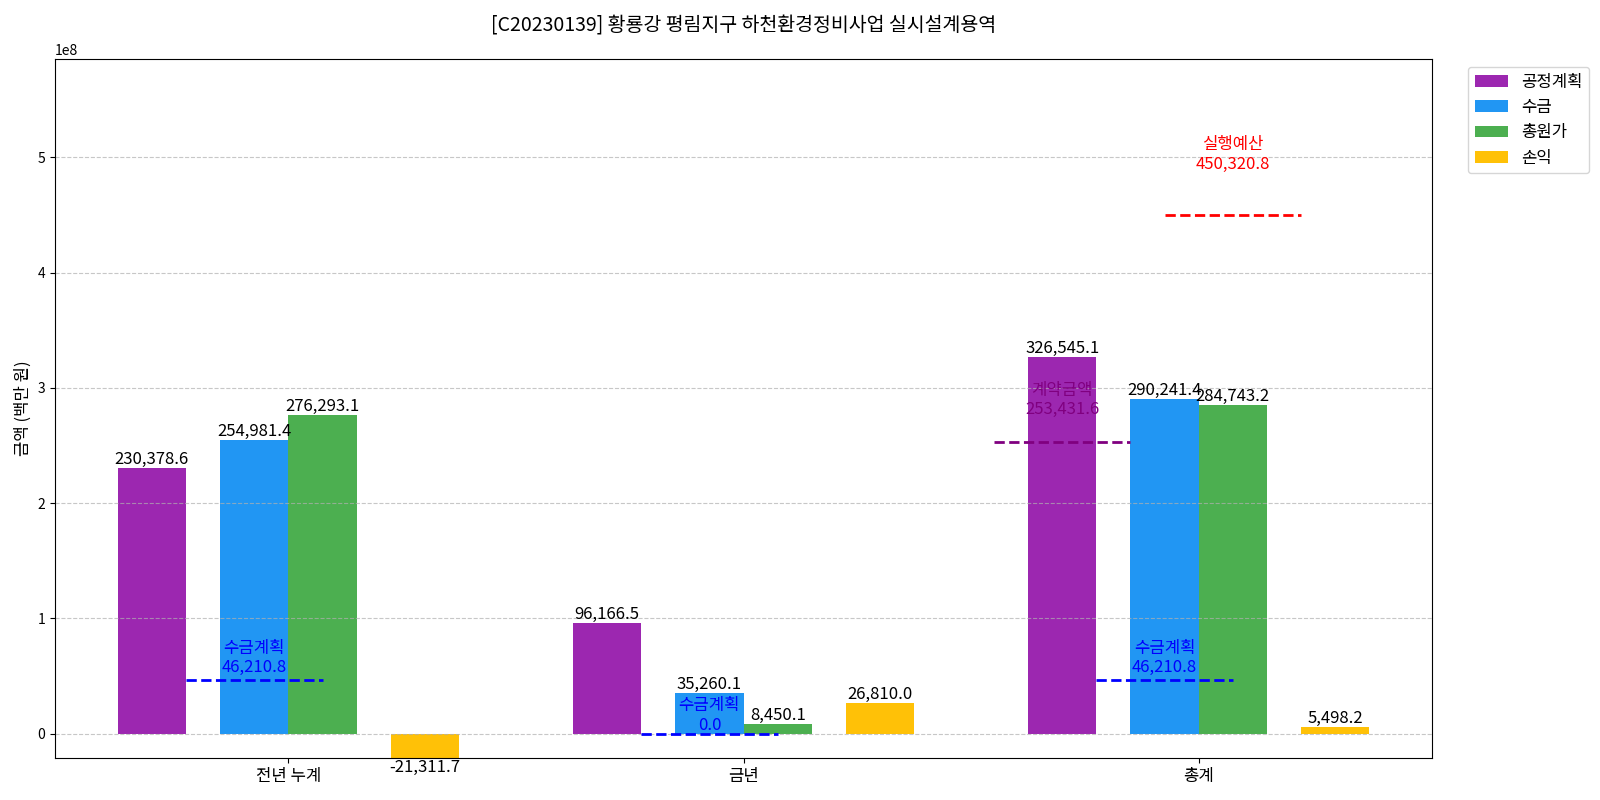 [C20230139] 황룡강 평림지구 하천환경정비사업 실시설계용역
1e8
금액 (백만 원)
5
4
3
2
1
0
230,378.6
254,981.4
276,293.1
수금계획
46,210.8
-21,311.7
96,166.5
35,260.1
수금계획
0.0
8,450.1
26,810.0
실행예산
450,320.8
326,545.1
계약금액
253,431.6
290,241.4
284,743.2
수금계획
46,210.8
5,498.2
전년 누계
금년
총계
공정계획
수금
총원가
손익